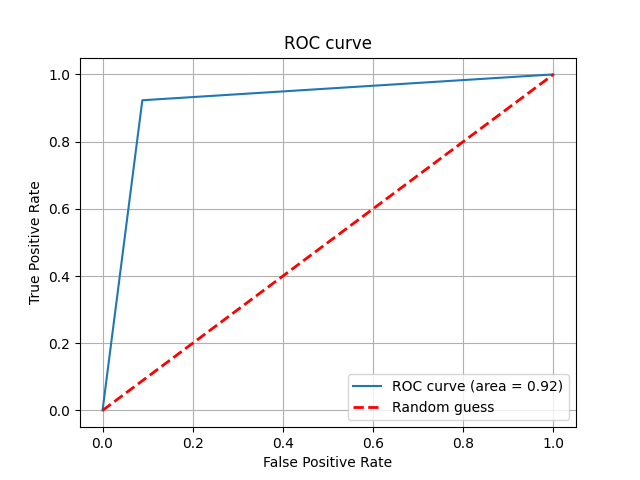 ROC curve
1.0
0.8
0.6
0.4
0.2
0.0
True Positive Rate
0.0 0.2 0.4 0.6 0.8 1.0
False Positive Rate
ROC curve (area = 0.92)
Random guess